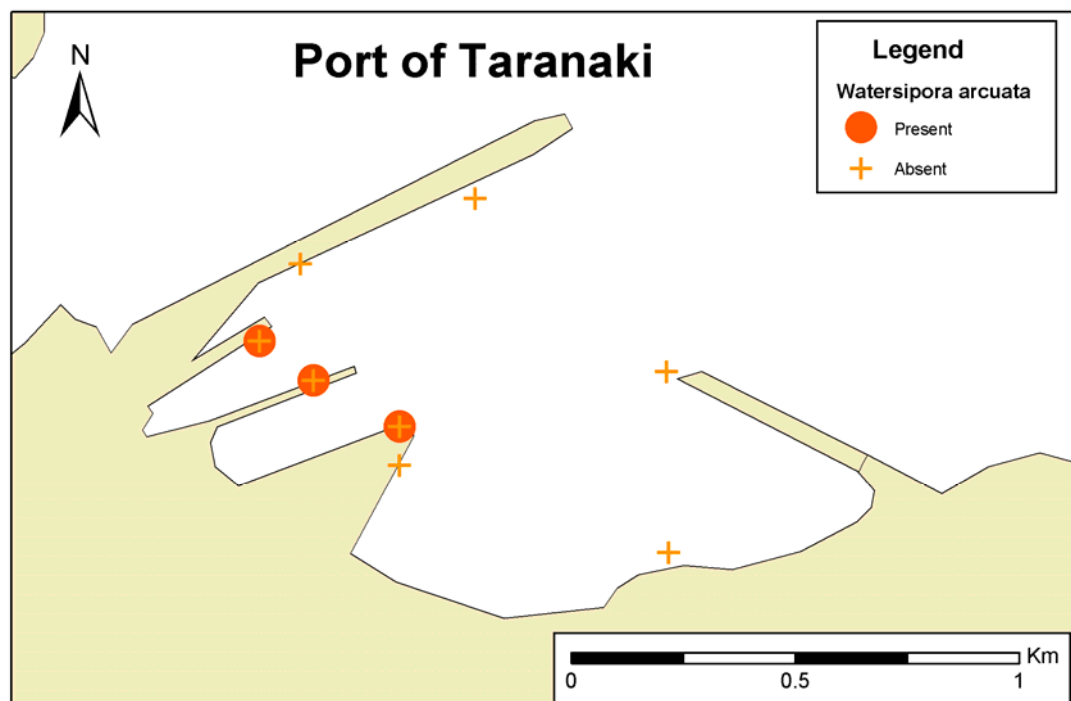 Port of Taranaki
N
Legend
Watersipora arcuata
Present
Absent
Km
0 0.5 1